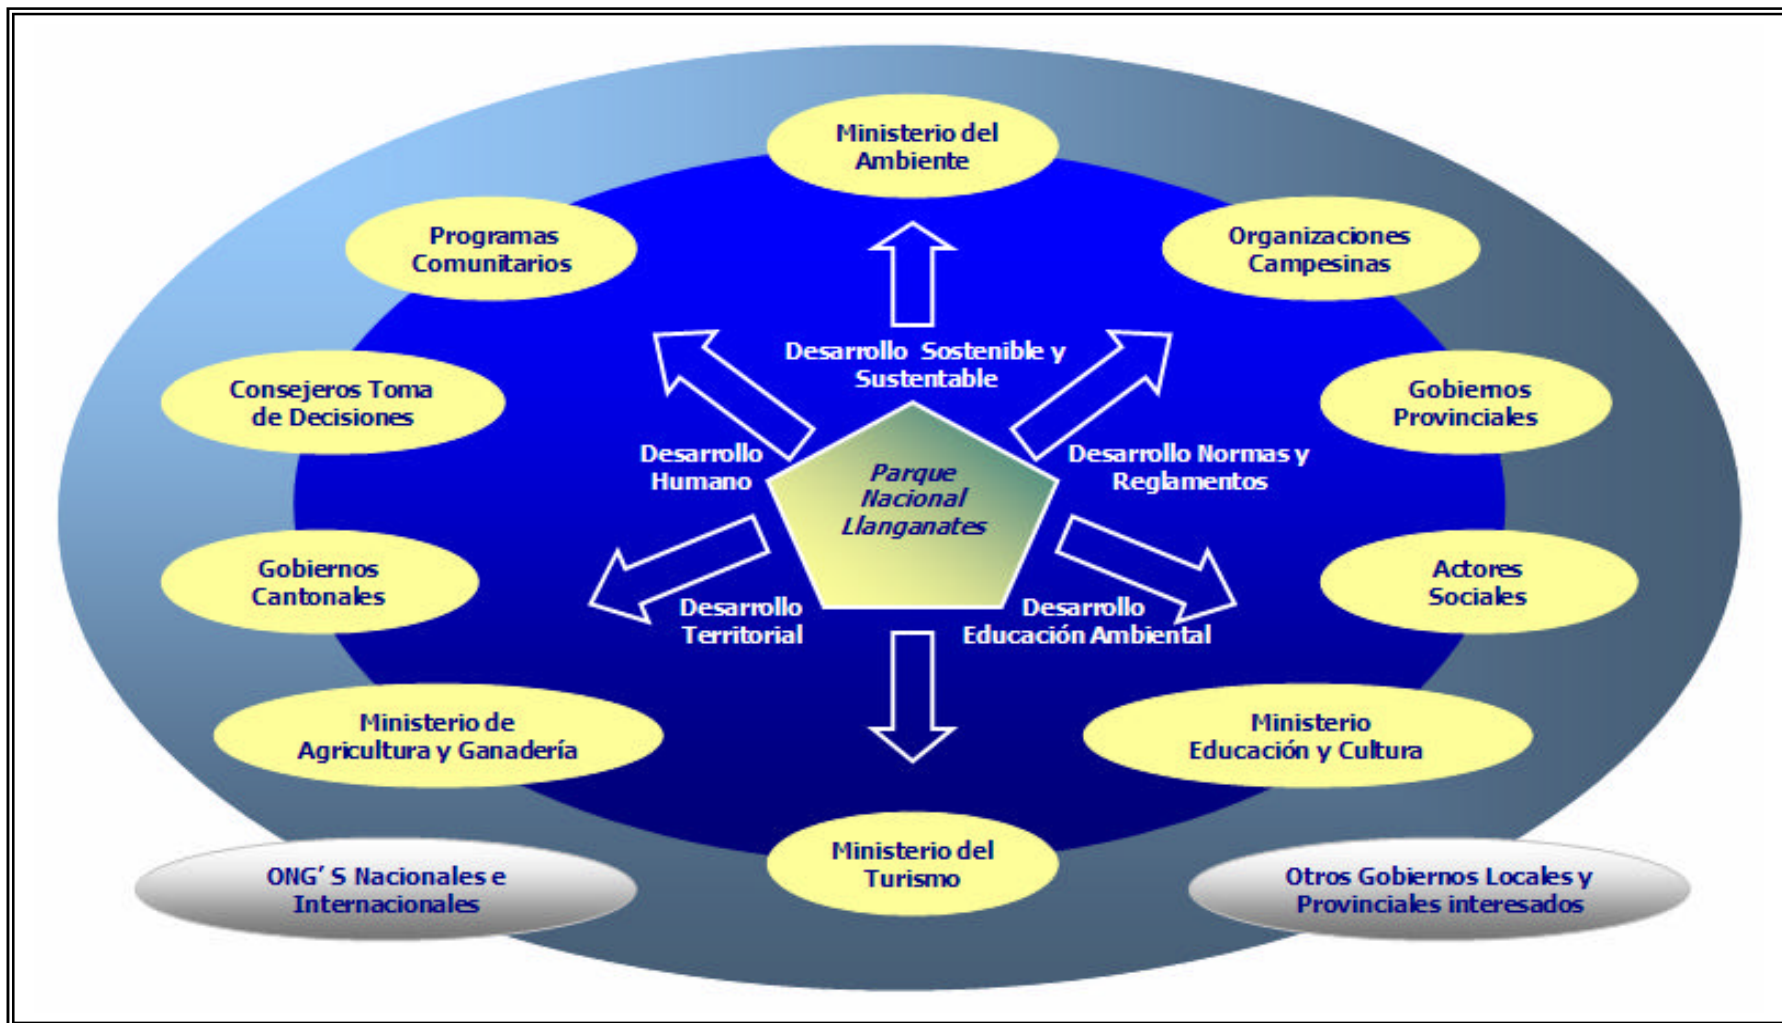 Ministerio del
Ambiente
Programas
Comunitarios
Organizaciones
Campesinas
Desarrollo Sostenible y
Sustentable
Consejeros Toma
de Decisiones
Gobiernos
Provinciales
Desarrollo
Humano
Parque
Nacional
Llanganates
Desarrollo Normas y
Reglamentos
Gobiernos
Cantonales
Actores
Sociales
Desarrollo
Territorial
Desarrollo
Educación Ambiental
Ministerio de
Agricultura y Ganadería
Ministerio
Educación y Cultura
Ministerio del
Turismo
ONG' S Nacionales e
Internacionales
Otros Gobiernos Locales y
Provinciales interesados